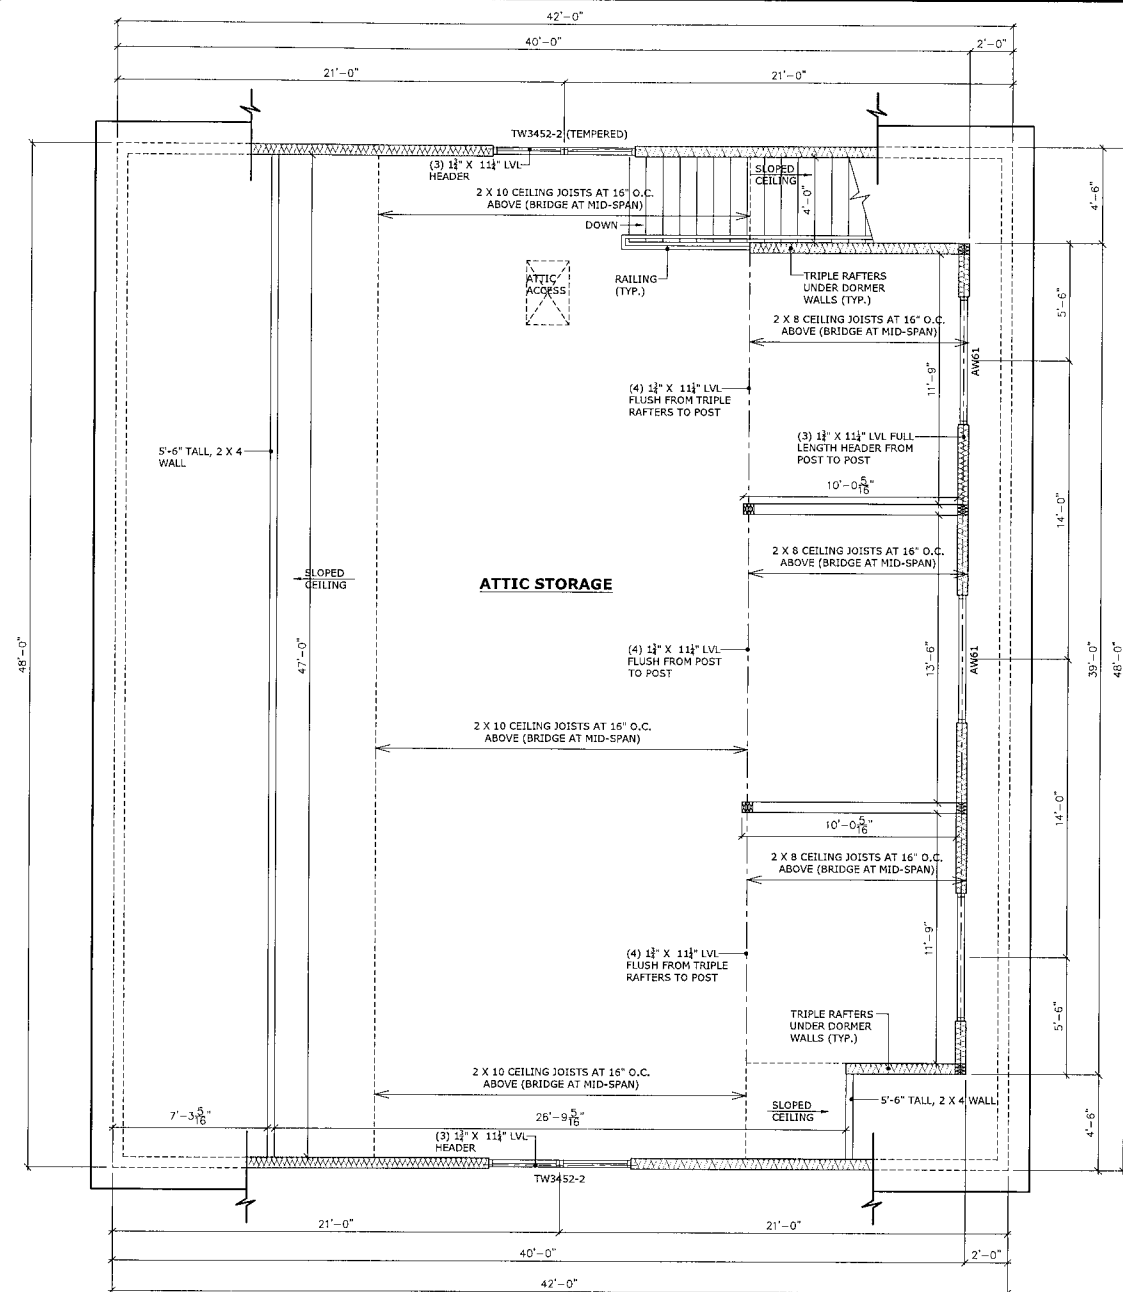 42'-0"
40'-0"
2'-0"
21'-0"
21'-0"
TW3452-2 (TEMPERED)
(3) 1¾" X 11¼" LVL
HEADER
SLOPED
CEILING
2 X 10 CEILING JOISTS AT 16" O.C.
ABOVE (BRIDGE AT MID-SPAN)
4'-0"
4'-6"
DOWN
ATTIC
ACCESS
RAILING
(TYP.)
TRIPLE RAFTERS
UNDER DORMER
WALLS (TYP.)
5'-6"
2 X 8 CEILING JOISTS AT 16" O.C.
ABOVE (BRIDGE AT MID-SPAN)
AW61
11'-9"
(4) 1¾" X 11¼" LVL
FLUSH FROM TRIPLE
RAFTERS TO POST
(3) 1¾" X 11¼" LVL FULL
LENGTH HEADER FROM
POST TO POST
5'-6" TALL, 2 X 4
WALL
10'-0 5/16"
14'-0"
2 X 8 CEILING JOISTS AT 16" O.C.
ABOVE (BRIDGE AT MID-SPAN)
SLOPED
CEILING
ATTIC STORAGE
48'-0"
47'-0"
(4) 1¾" X 11¼" LVL
FLUSH FROM POST
TO POST
13'-6"
AW61
39'-0"
48'-0"
2 X 10 CEILING JOISTS AT 16" O.C.
ABOVE (BRIDGE AT MID-SPAN)
14'-0"
10'-0 5/16"
2 X 8 CEILING JOISTS AT 16" O.C.
ABOVE (BRIDGE AT MID-SPAN)
11'-9"
(4) 1¾" X 11¼" LVL
FLUSH FROM TRIPLE
RAFTERS TO POST
TRIPLE RAFTERS
UNDER DORMER
WALLS (TYP.)
5'-6"
2 X 10 CEILING JOISTS AT 16" O.C.
ABOVE (BRIDGE AT MID-SPAN)
5'-6" TALL, 2 X 4 WALL
SLOPED
CEILING
7'-3 5/16"
26'-9 5/16"
4'-6"
(3) 1¾" X 11¼" LVL
HEADER
TW3452-2
21'-0"
21'-0"
40'-0"
2'-0"
42'-0"